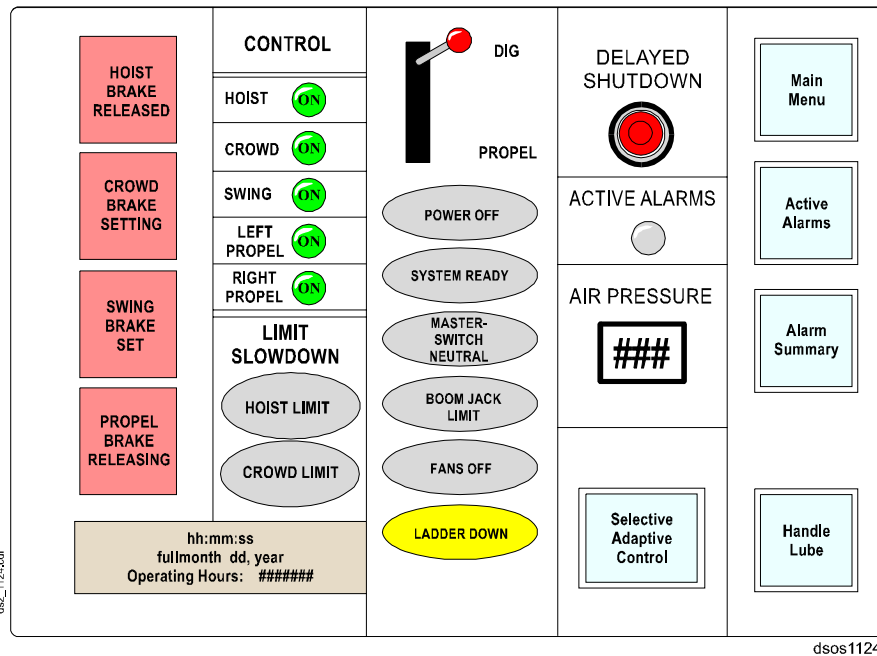 HOIST
BRAKE
RELEASED
CROWD
BRAKE
SETTING
SWING
BRAKE
SET
PROPEL
BRAKE
RELEASING
CONTROL
HOIST ON
CROWD ON
SWING ON
LEFT
PROPEL ON
RIGHT
PROPEL ON
LIMIT
SLOWDOWN
HOIST LIMIT
CROWD LIMIT
hh:mm:ss
fullmonth dd, year
Operating Hours: #######
DIG
PROPEL
POWER OFF
SYSTEM READY
MASTER-
SWITCH
NEUTRAL
BOOM JACK
LIMIT
FANS OFF
LADDER DOWN
DELAYED
SHUTDOWN
ACTIVE ALARMS
AIR PRESSURE
###
Selective
Adaptive
Control
Main
Menu
Active
Alarms
Alarm
Summary
Handle
Lube
dsos1124